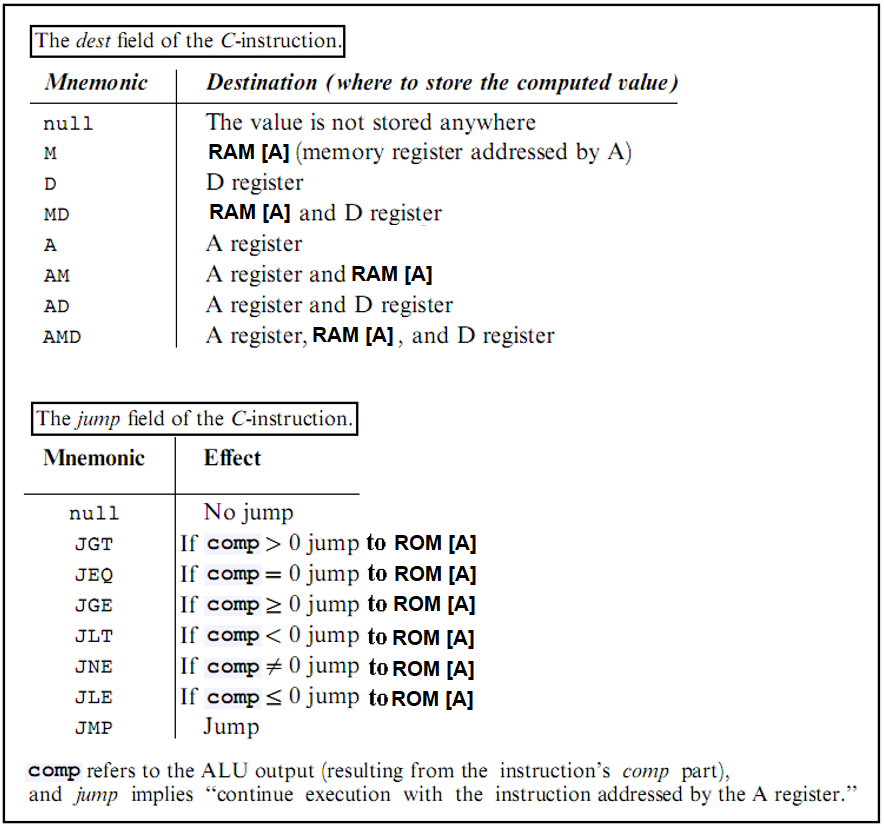 The dest field of the C-instruction.
Mnemonic Destination (where to store the computed value)
null The value is not stored anywhere
M RAM [A] (memory register addressed by A)
D D register
MD RAM [A] and D register
A A register
AM A register and RAM [A]
AD A register and D register
AMD A register, RAM [A] , and D register
The jump field of the C-instruction.
Mnemonic Effect
null No jump
JGT If comp > 0 jump to ROM [A]
JEQ If comp = 0 jump to ROM [A]
JGE If comp ≥ 0 jump to ROM [A]
JLT If comp < 0 jump to ROM [A]
JNE If comp ≠ 0 jump to ROM [A]
JLE If comp ≤ 0 jump to ROM [A]
JMP Jump
comp refers to the ALU output (resulting from the instruction’s comp part),
and jump implies “continue execution with the instruction addressed by the A register.”